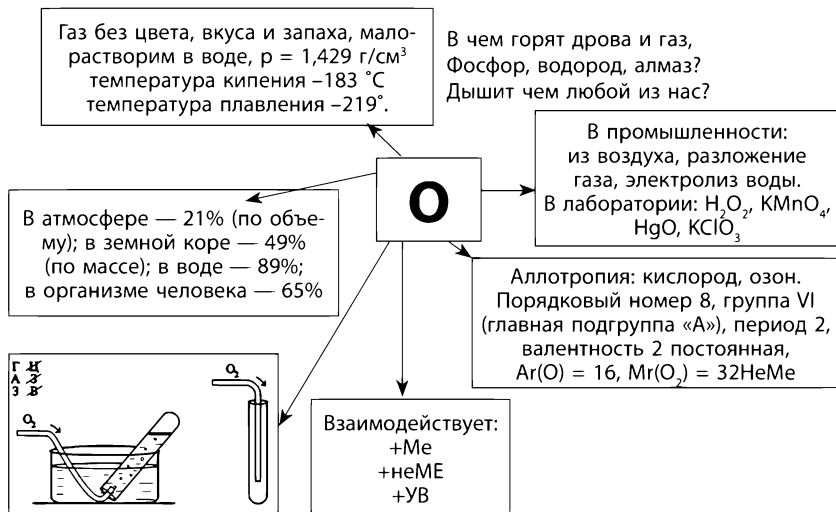 Газ без цвета, вкуса и запаха, мало-
растворим в воде, p = 1,429 г/см³
температура кипения –183 ˚С
температура плавления –219˚.
В чем горят дрова и газ,
Фосфор, водород, алмаз?
Дышит чем любой из нас?
В промышленности:
из воздуха, разложение
газа, электролиз воды.
В лаборатории: H₂O₂, KMnO₄,
HgO, KClO₃
О
В атмосфере — 21% (по объе-
му); в земной коре — 49%
(по массе); в воде — 89%;
в организме человека — 65%
Аллотропия: кислород, озон.
Порядковый номер 8, группа VI
(главная подгруппа «А»), период 2,
валентность 2 постоянная,
Ar(O) = 16, Mr(O₂) = 32НеМе
Г Ц
А З
З В
O₂
O₂
Взаимодействует:
+Ме
+неМЕ
+УВ